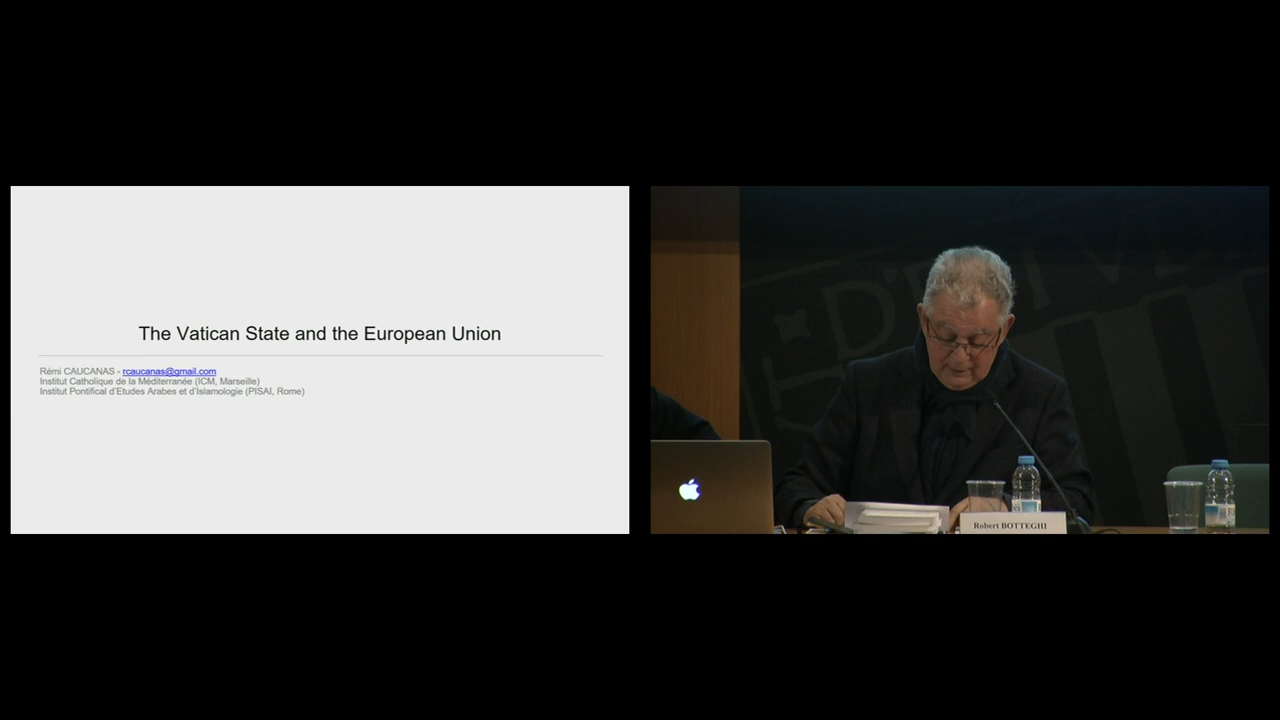 The Vatican State and the European Union
Rémi CAUCANAS - rcaucanas@gmail.com
Institut Catholique de la Méditerranée (ICM, Marseille)
Institut Pontifical d'Etudes Arabes et d'Islamologie (PISAI, Rome)
Robert BOTTEGHI